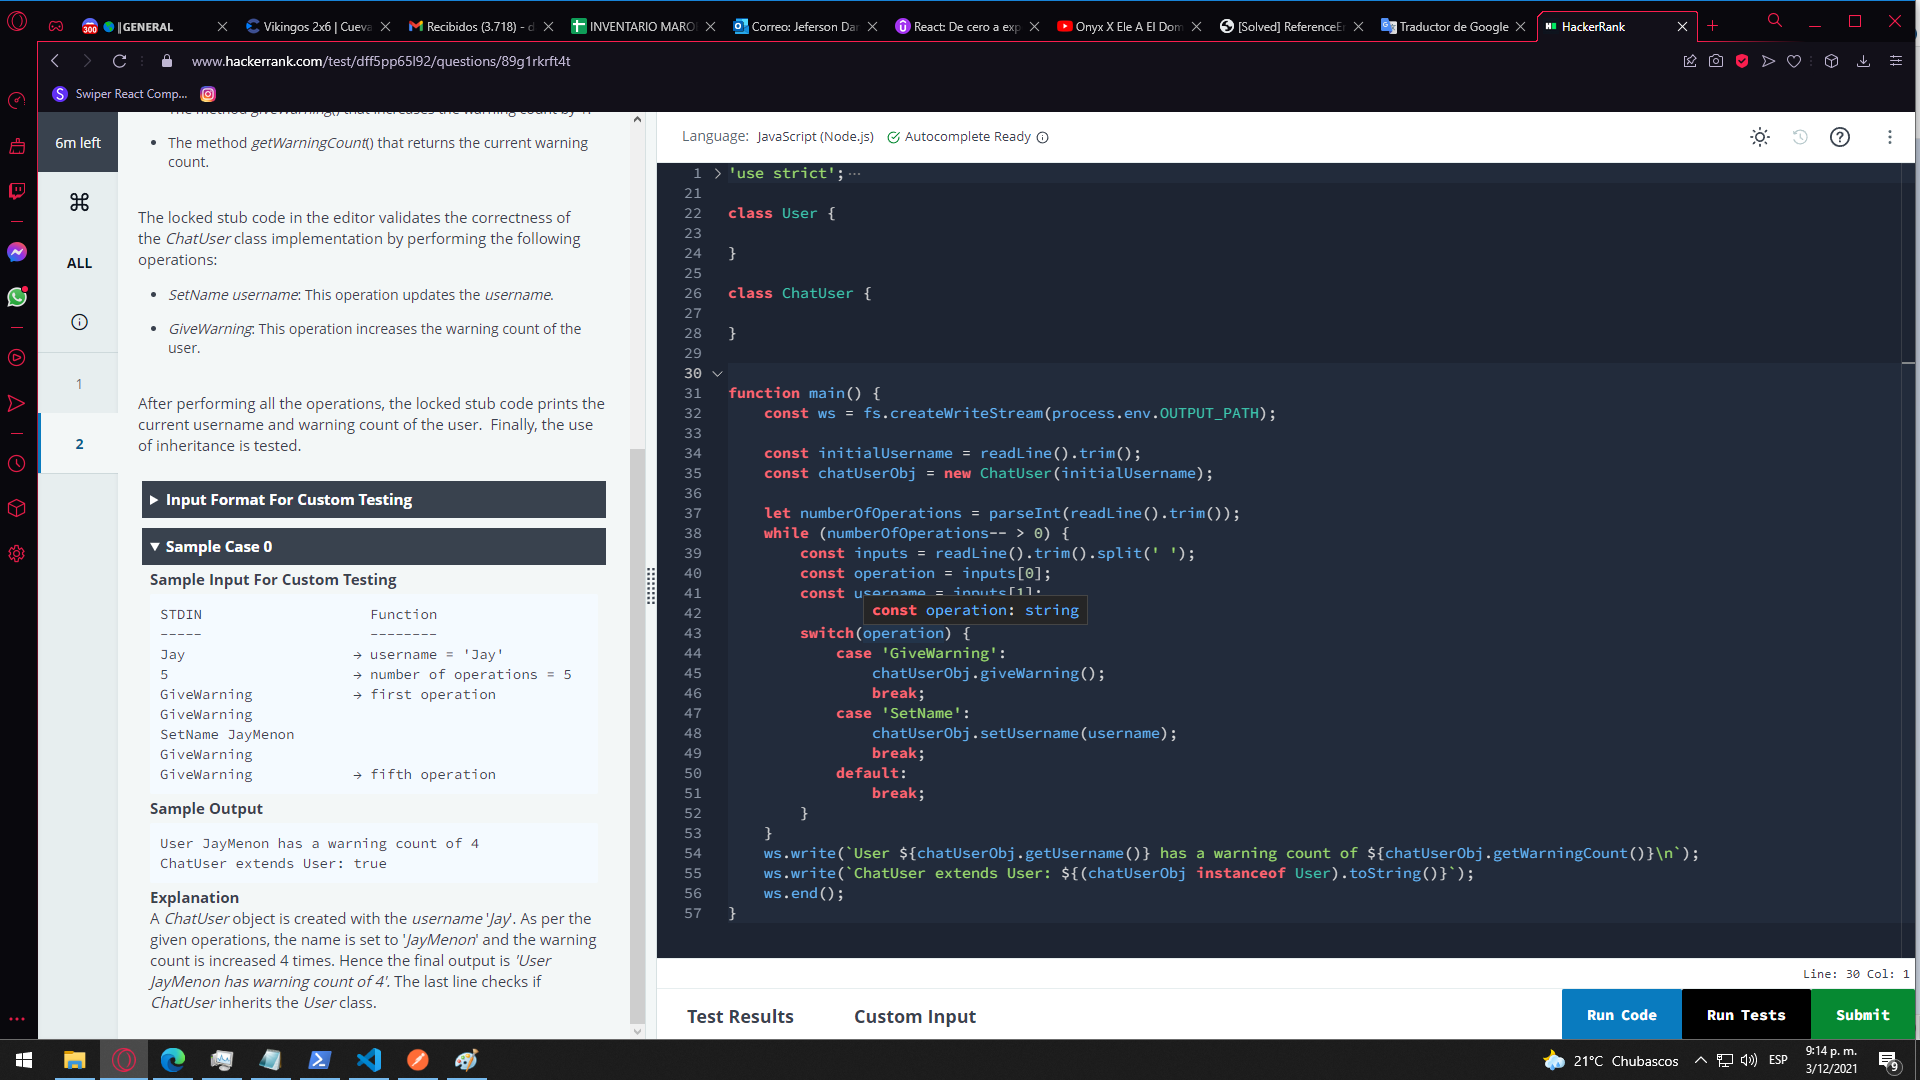 300
||GENERAL
Vikingos 2x6 | Cueva
Recibidos (3.718) - d
INVENTARIO MARO
Correo: Jeferson Dar
React: De cero a exp
Onyx X Ele A El Dom
[Solved] ReferenceEr
Traductor de Google
HackerRank
www.hackerrank.com/test/dff5pp65l92/questions/89g1rkrft4t
S
Swiper React Comp...
6m left
ALL
1
2
The method giveWarning() that increases the warning count by 1.
• The method getWarningCount() that returns the current warning
count.
The locked stub code in the editor validates the correctness of
the ChatUser class implementation by performing the following
operations:
• SetName username: This operation updates the username.
• GiveWarning: This operation increases the warning count of the
user.
After performing all the operations, the locked stub code prints the
current username and warning count of the user. Finally, the use
of inheritance is tested.
Input Format For Custom Testing
Sample Case 0
Sample Input For Custom Testing
STDIN Function
----- --------
Jay → username = 'Jay'
5 → number of operations = 5
GiveWarning → first operation
GiveWarning
SetName JayMenon
GiveWarning
GiveWarning → fifth operation
Sample Output
User JayMenon has a warning count of 4
ChatUser extends User: true
Explanation
A ChatUser object is created with the username 'Jay'. As per the
given operations, the name is set to 'JayMenon' and the warning
count is increased 4 times. Hence the final output is 'User
JayMenon has warning count of 4'. The last line checks if
ChatUser inherits the User class.
Language: JavaScript (Node.js) Autocomplete Ready
1 'use strict'; ...
21
22 class User {
23
24 }
25
26 class ChatUser {
27
28 }
29
30
31 function main() {
32 const ws = fs.createWriteStream(process.env.OUTPUT_PATH);
33
34 const initialUsername = readLine().trim();
35 const chatUserObj = new ChatUser(initialUsername);
36
37 let numberOfOperations = parseInt(readLine().trim());
38 while (numberOfOperations-- > 0) {
39 const inputs = readLine().trim().split(' ');
40 const operation = inputs[0];
41 const username = inputs[1];
42
const operation: string
43 switch(operation) {
44 case 'GiveWarning':
45 chatUserObj.giveWarning();
46 break;
47 case 'SetName':
48 chatUserObj.setUsername(username);
49 break;
50 default:
51 break;
52 }
53 }
54 ws.write(`User ${chatUserObj.getUsername()} has a warning count of ${chatUserObj.getWarningCount()}\n`);
55 ws.write(`ChatUser extends User: ${(chatUserObj instanceof User).toString()}`);
56 ws.end();
57 }
Line: 30 Col: 1
Test Results
Custom Input
Run Code
Run Tests
Submit
21°C Chubascos
ESP
9:14 p. m.
3/12/2021
9